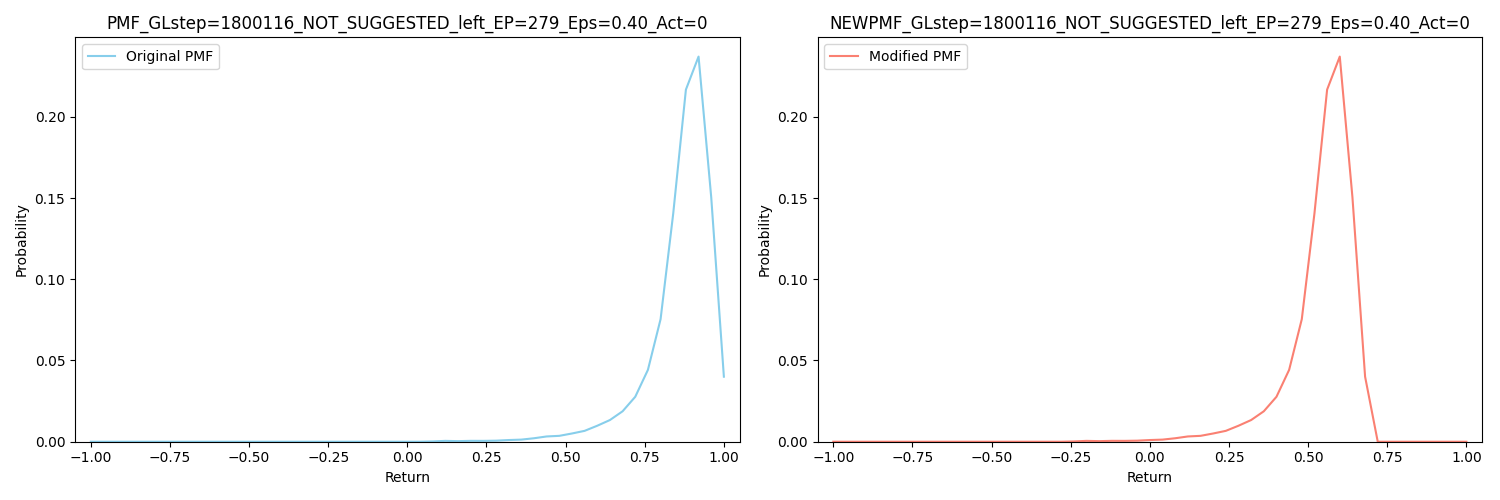 PMF_GLstep=1800116_NOT_SUGGESTED_left_EP=279_Eps=0.40_Act=0
Original PMF
Probability
0.20
0.15
0.10
0.05
0.00
−1.00 −0.75 −0.50 −0.25 0.00 0.25 0.50 0.75 1.00
Return
NEWPMF_GLstep=1800116_NOT_SUGGESTED_left_EP=279_Eps=0.40_Act=0
Modified PMF
Probability
0.20
0.15
0.10
0.05
0.00
−1.00 −0.75 −0.50 −0.25 0.00 0.25 0.50 0.75 1.00
Return